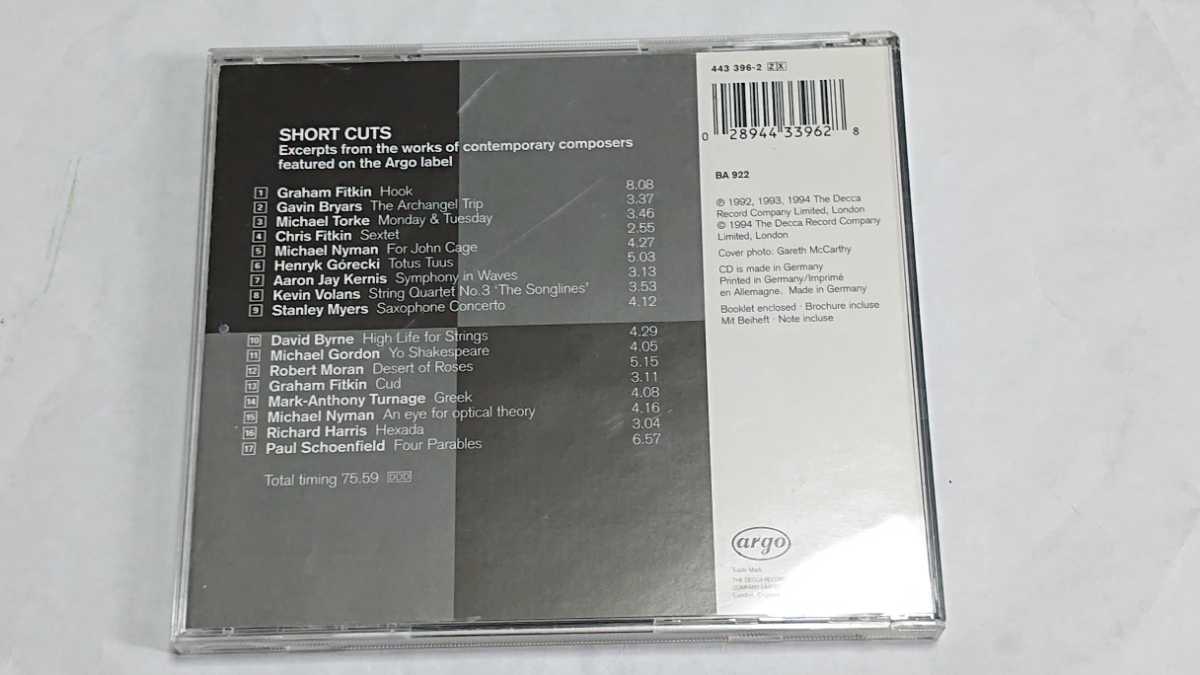 SHORT CUTS
Excerpts from the works of contemporary composers
featured on the Argo label
1 Graham Fitkin Hook 8.08
2 Gavin Bryars The Archangel Trip 3.37
3 Michael Torke Monday & Tuesday 3.46
4 Chris Fitkin Sextet 2.55
5 Michael Nyman For John Cage 4.27
6 Henryk Górecki Totus Tuus 5.03
7 Aaron Jay Kernis Symphony in Waves 3.13
8 Kevin Volans String Quartet No.3 'The Songlines' 3.53
9 Stanley Myers Saxophone Concerto 4.12
10 David Byrne High Life for Strings 4.29
11 Michael Gordon Yo Shakespeare 4.05
12 Robert Moran Desert of Roses 5.15
13 Graham Fitkin Cud 3.11
14 Mark-Anthony Turnage Greek 4.08
15 Michael Nyman An eye for optical theory 4.16
16 Richard Harris Hexada 3.04
17 Paul Schoenfield Four Parables 6.57
Total timing 75.59 DDD
443 396-2 ZX
0 28944 33962 8
BA 922
℗ 1992, 1993, 1994 The Decca
Record Company Limited, London
© 1994 The Decca Record Company
Limited, London
Cover photo: Gareth McCarthy
CD is made in Germany
Printed in Germany/Imprimé
en Allemagne. Made in Germany
Booklet enclosed · Brochure incluse
Mit Beiheft · Note incluse
argo
Trade Mark
THE DECCA RECORD
COMPANY LIMITED
London, England